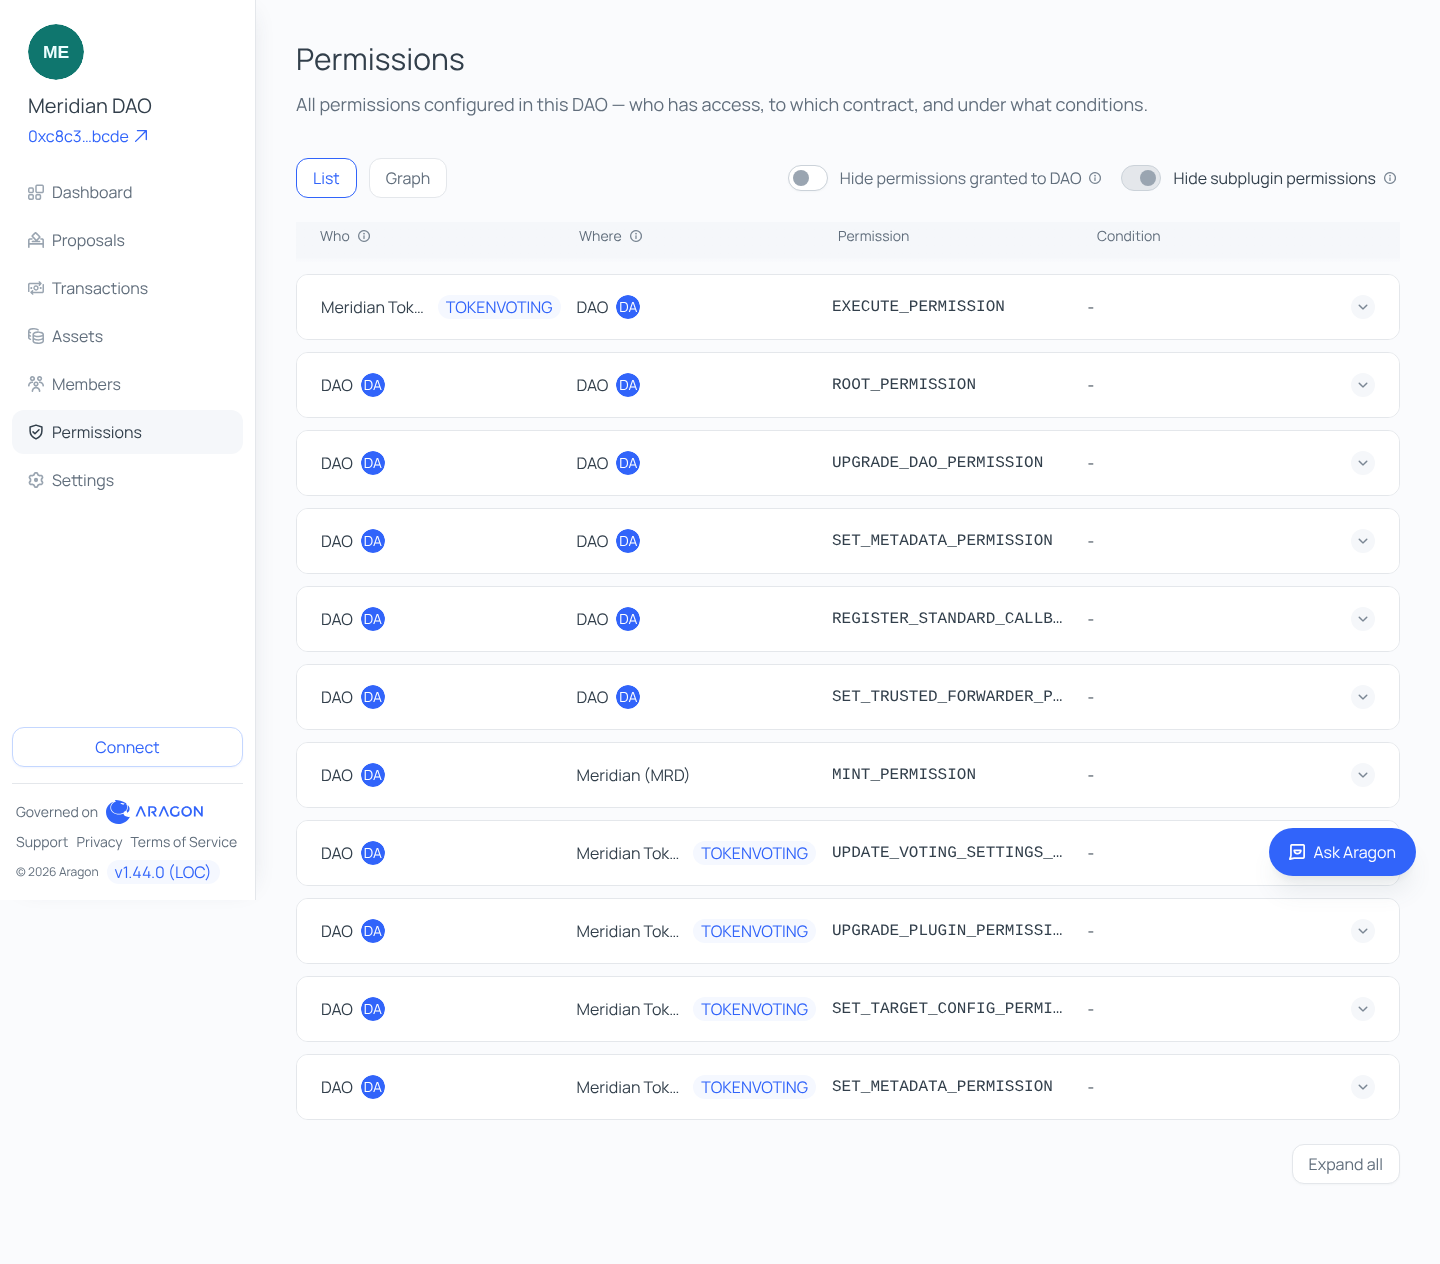 ME
Meridian DAO
0xc8c3...bcde
Dashboard
Proposals
Transactions
Assets
Members
Permissions
Settings
Connect
Governed on ARAGON
Support Privacy Terms of Service
© 2026 Aragon v1.44.0 (LOC)
Permissions
All permissions configured in this DAO — who has access, to which contract, and under what conditions.
List Graph Hide permissions granted to DAO Hide subplugin permissions
Who Where Permission Condition
Meridian Tok... TOKENVOTING DAO DA EXECUTE_PERMISSION -
DAO DA DAO DA ROOT_PERMISSION -
DAO DA DAO DA UPGRADE_DAO_PERMISSION -
DAO DA DAO DA SET_METADATA_PERMISSION -
DAO DA DAO DA REGISTER_STANDARD_CALLB... -
DAO DA DAO DA SET_TRUSTED_FORWARDER_P... -
DAO DA Meridian (MRD) MINT_PERMISSION -
DAO DA Meridian Tok... TOKENVOTING UPDATE_VOTING_SETTINGS_... -
Ask Aragon
DAO DA Meridian Tok... TOKENVOTING UPGRADE_PLUGIN_PERMISSI... -
DAO DA Meridian Tok... TOKENVOTING SET_TARGET_CONFIG_PERMI... -
DAO DA Meridian Tok... TOKENVOTING SET_METADATA_PERMISSION -
Expand all